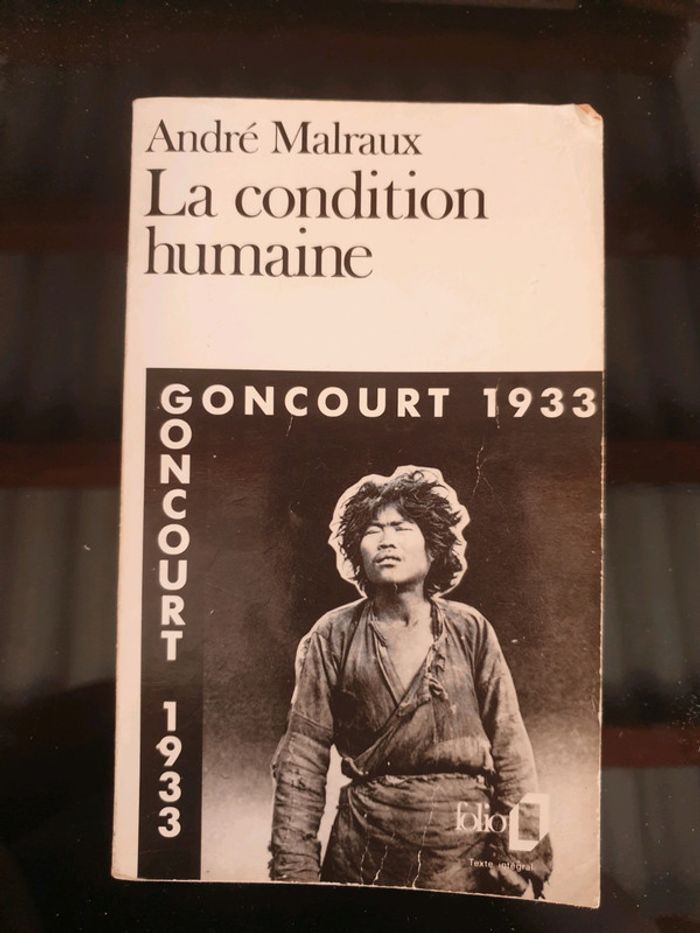 André Malraux
La condition
humaine
GONCOURT 1933
GONCOURT 1933
folio
Texte intégral